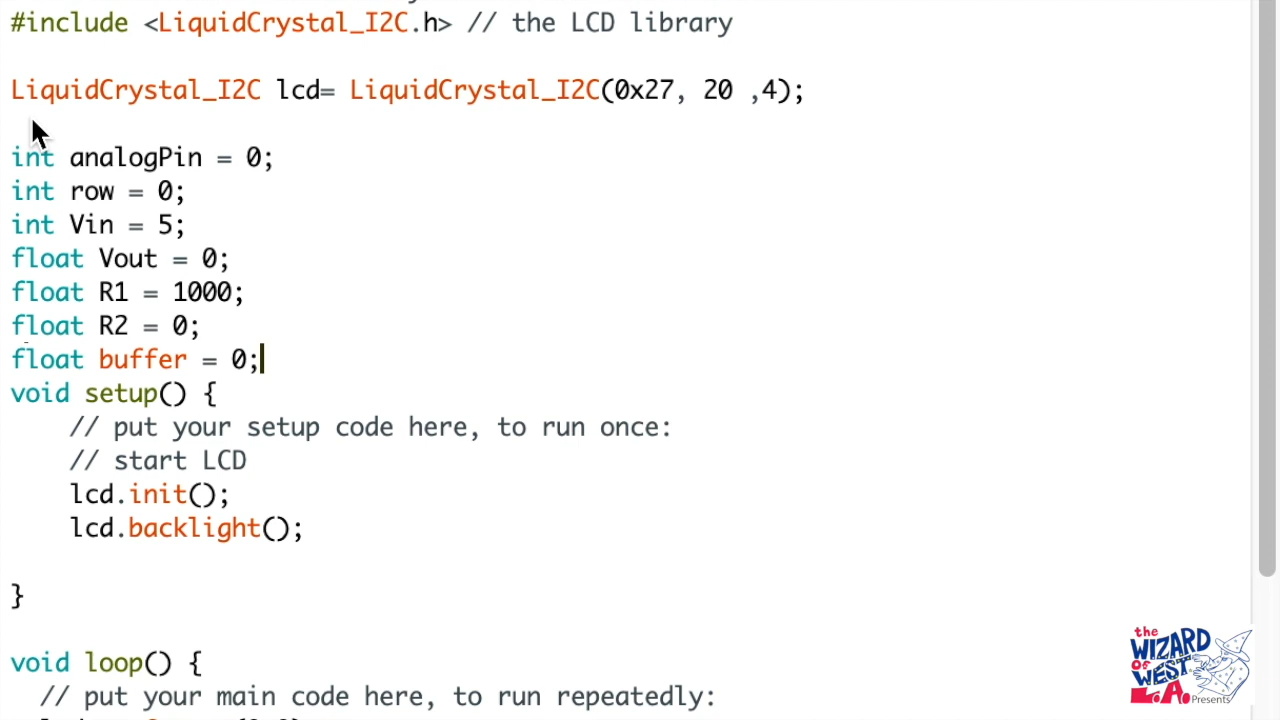 #include <LiquidCrystal_I2C.h> // the LCD library
LiquidCrystal_I2C lcd= LiquidCrystal_I2C(0x27, 20 ,4);
int analogPin = 0;
int row = 0;
int Vin = 5;
float Vout = 0;
float R1 = 1000;
float R2 = 0;
float buffer = 0;
void setup() {
// put your setup code here, to run once:
// start LCD
lcd.init();
lcd.backlight();
}
void loop() {
// put your main code here, to run repeatedly:
the
WIZARD
OF
WEST
L.A.
Presents